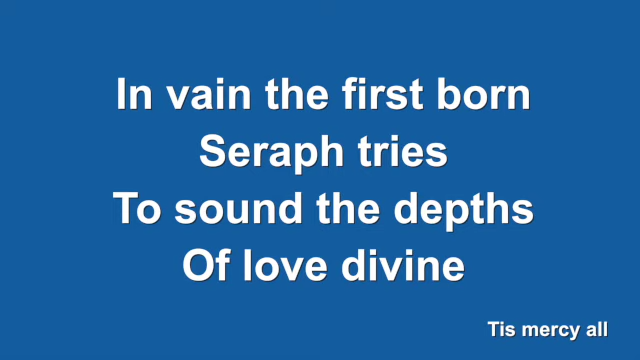 In vain the first born
Seraph tries
To sound the depths
Of love divine
Tis mercy all